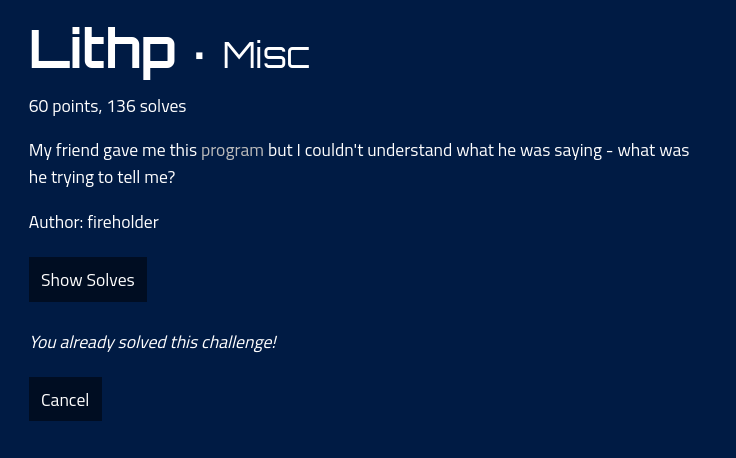 Lithp · Misc
60 points, 136 solves
My friend gave me this program but I couldn't understand what he was saying - what was
he trying to tell me?
Author: fireholder
Show Solves
You already solved this challenge!
Cancel